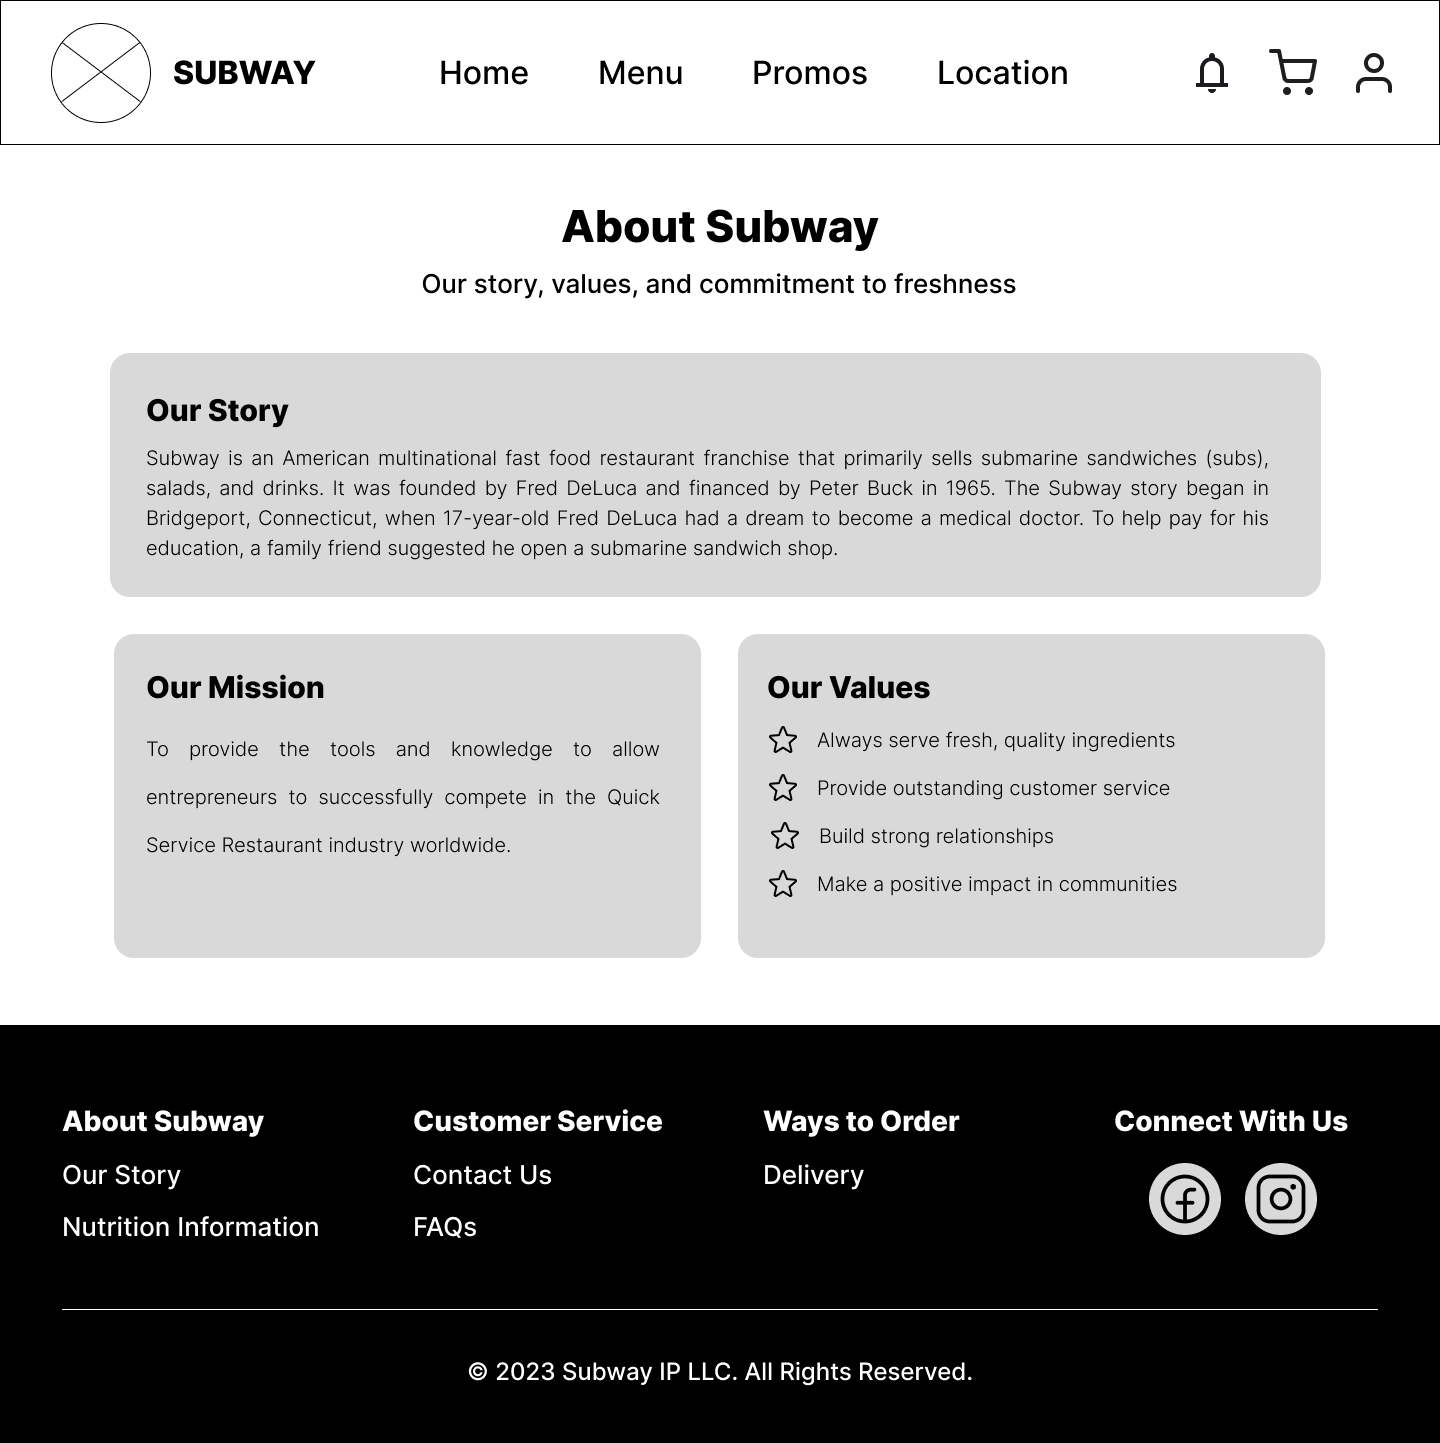 SUBWAY
Home
Menu
Promos
Location
About Subway
Our story, values, and commitment to freshness
Our Story
Subway is an American multinational fast food restaurant franchise that primarily sells submarine sandwiches (subs),
salads, and drinks. It was founded by Fred DeLuca and financed by Peter Buck in 1965. The Subway story began in
Bridgeport, Connecticut, when 17-year-old Fred DeLuca had a dream to become a medical doctor. To help pay for his
education, a family friend suggested he open a submarine sandwich shop.
Our Mission
To provide the tools and knowledge to allow
entrepreneurs to successfully compete in the Quick
Service Restaurant industry worldwide.
Our Values
Always serve fresh, quality ingredients
Provide outstanding customer service
Build strong relationships
Make a positive impact in communities
About Subway
Our Story
Nutrition Information
Customer Service
Contact Us
FAQs
Ways to Order
Delivery
Connect With Us
© 2023 Subway IP LLC. All Rights Reserved.